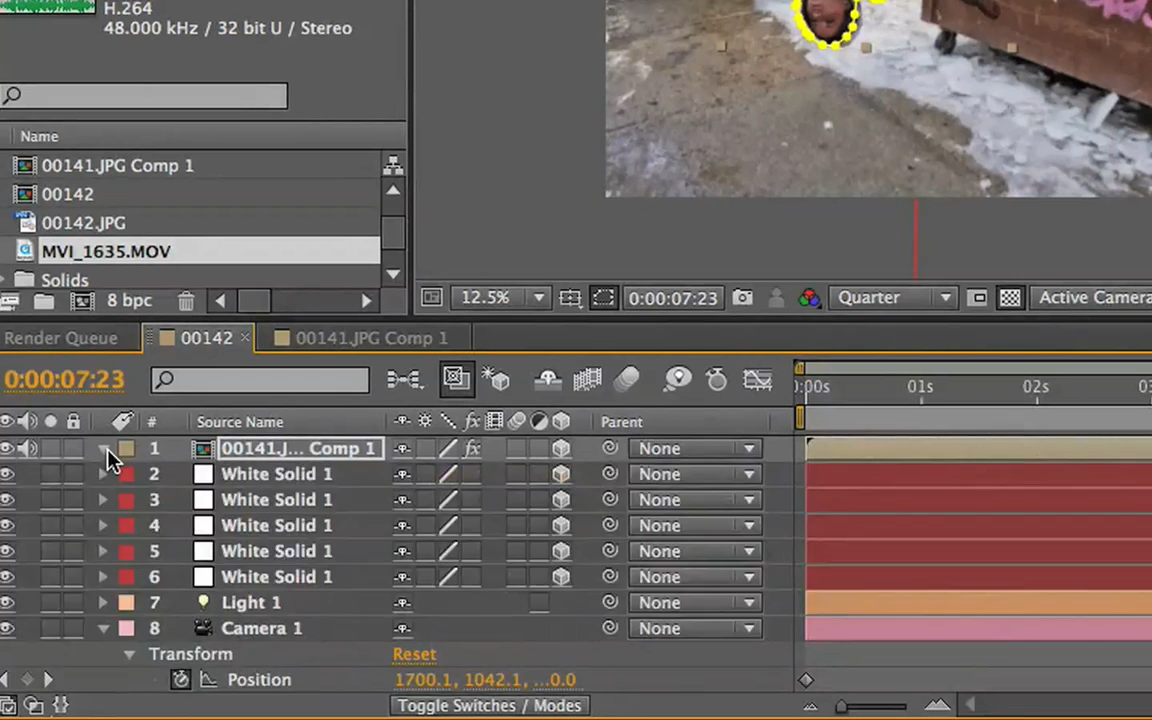 H.264
48.000 kHz / 32 bit U / Stereo
Name
00141.JPG Comp 1
00142
00142.JPG
MVI_1635.MOV
Solids
8 bpc
12.5%
0:00:07:23
Quarter
Active Camera
Render Queue
00142 ×
00141.JPG Comp 1
0:00:07:23
# Source Name
fx
Parent
0:00s
01s
02s
1 00141.J... Comp 1 fx None
2 White Solid 1 None
3 White Solid 1 None
4 White Solid 1 None
5 White Solid 1 None
6 White Solid 1 None
7 Light 1 None
8 Camera 1 None
Transform Reset
Position 1700.1, 1042.1, ...0.0
Toggle Switches / Modes